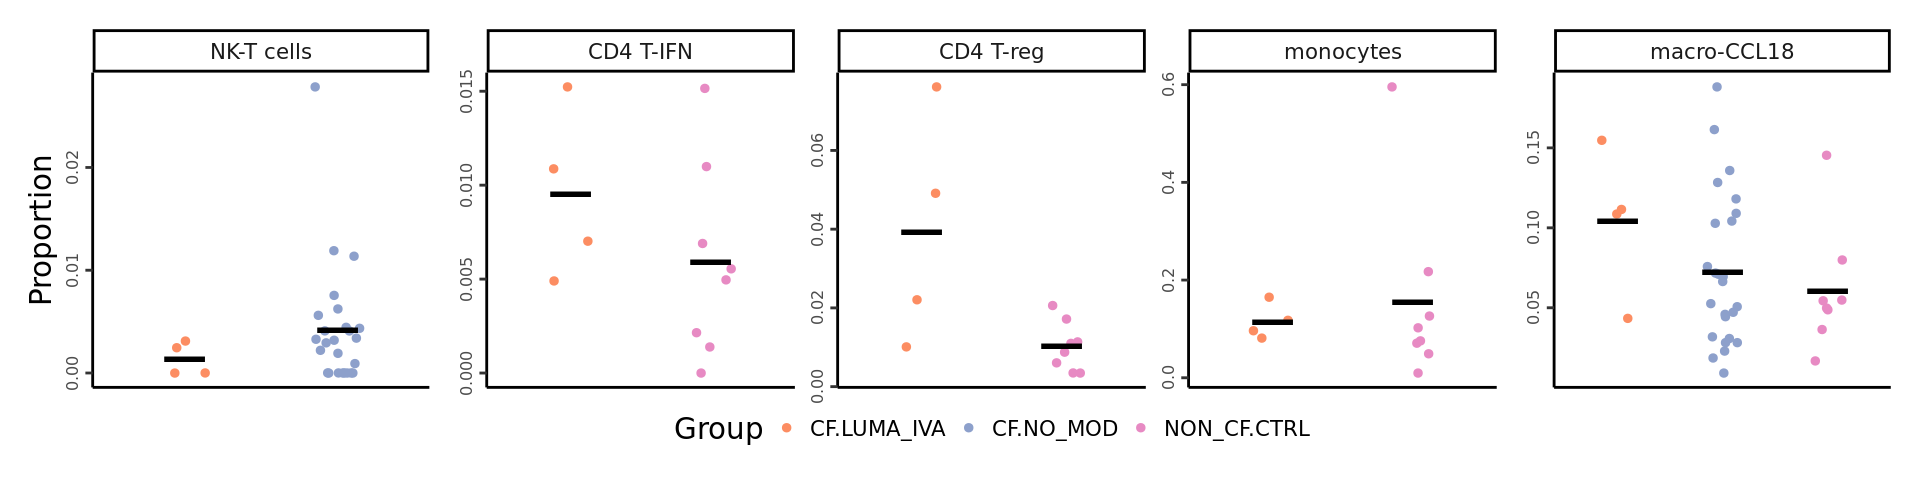 NK-T cells
CD4 T-IFN
CD4 T-reg
monocytes
macro-CCL18
Proportion
0.02
0.01
0.00
0.015
0.010
0.005
0.000
0.06
0.04
0.02
0.00
0.6
0.4
0.2
0.0
0.15
0.10
0.05
Group CF.LUMA_IVA CF.NO_MOD NON_CF.CTRL